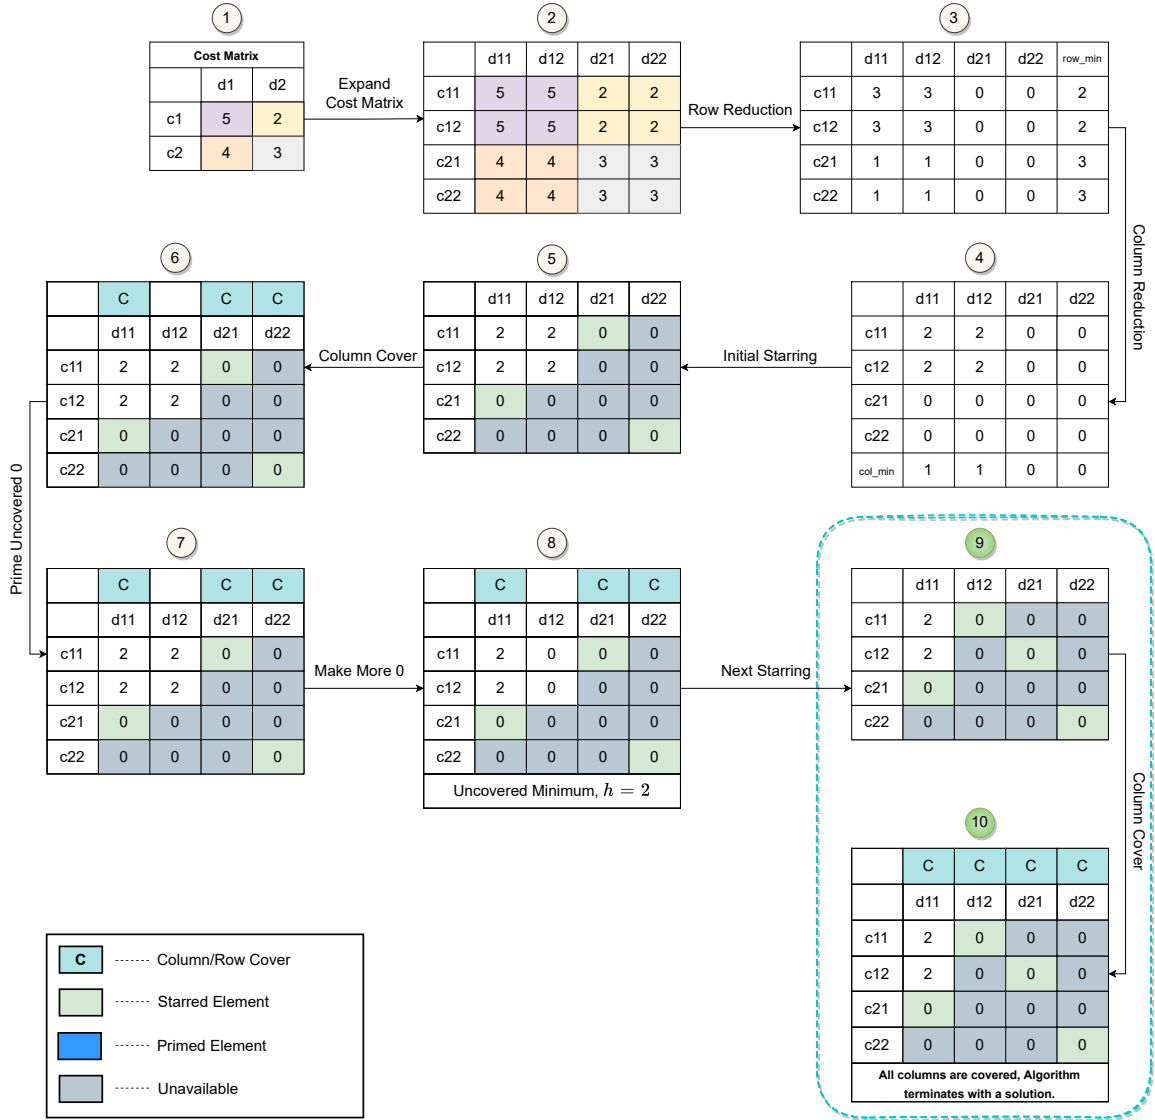 1
Cost Matrix
d1 d2
c1 5 2
c2 4 3
Expand
Cost Matrix
2
d11 d12 d21 d22
c11 5 5 2 2
c12 5 5 2 2
c21 4 4 3 3
c22 4 4 3 3
Row Reduction
3
d11 d12 d21 d22 row_min
c11 3 3 0 0 2
c12 3 3 0 0 2
c21 1 1 0 0 3
c22 1 1 0 0 3
Column Reduction
4
d11 d12 d21 d22
c11 2 2 0 0
c12 2 2 0 0
c21 0 0 0 0
c22 0 0 0 0
col_min 1 1 0 0
Initial Starring
5
d11 d12 d21 d22
c11 2 2 0 0
c12 2 2 0 0
c21 0 0 0 0
c22 0 0 0 0
Column Cover
6
C C C
d11 d12 d21 d22
c11 2 2 0 0
c12 2 2 0 0
c21 0 0 0 0
c22 0 0 0 0
Prime Uncovered 0
7
C C C
d11 d12 d21 d22
c11 2 2 0 0
c12 2 2 0 0
c21 0 0 0 0
c22 0 0 0 0
Make More 0
8
C C C
d11 d12 d21 d22
c11 2 0 0 0
c12 2 0 0 0
c21 0 0 0 0
c22 0 0 0 0
Uncovered Minimum, h = 2
Next Starring
9
d11 d12 d21 d22
c11 2 0 0 0
c12 2 0 0 0
c21 0 0 0 0
c22 0 0 0 0
Column Cover
10
C C C C
d11 d12 d21 d22
c11 2 0 0 0
c12 2 0 0 0
c21 0 0 0 0
c22 0 0 0 0
All columns are covered, Algorithm
terminates with a solution.
C ------ Column/Row Cover
------ Starred Element
------ Primed Element
------ Unavailable